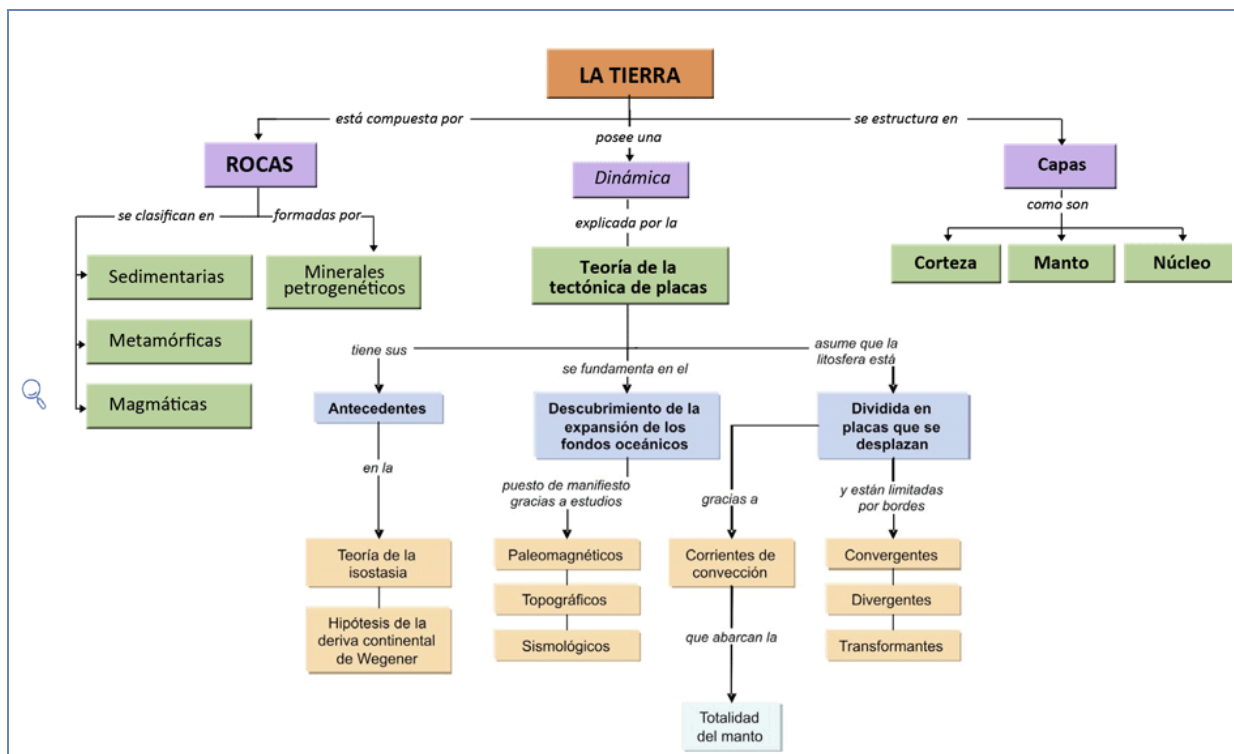 LA TIERRA
está compuesta por
posee una
se estructura en
ROCAS
Dinámica
Capas
se clasifican en
formadas por
explicada por la
como son
Sedimentarias
Minerales
petrogenéticos
Teoría de la
tectónica de placas
Corteza
Manto
Núcleo
Metamórficas
Magmáticas
tiene sus
se fundamenta en el
asume que la
litosfera está
Antecedentes
Descubrimiento de la
expansión de los
fondos oceánicos
Dividida en
placas que se
desplazan
en la
puesto de manifiesto
gracias a estudios
gracias a
y están limitadas
por bordes
Teoría de la
isostasia
Paleomagnéticos
Corrientes de
convección
Convergentes
Topográficos
Divergentes
Hipótesis de la
deriva continental
de Wegener
Sismológicos
que abarcan la
Transformantes
Totalidad
del manto